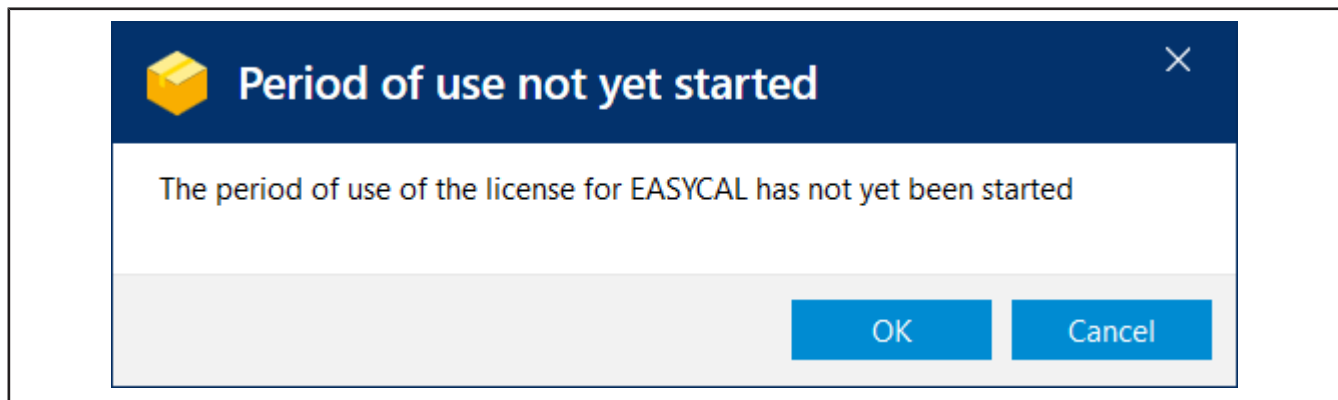 Period of use not yet started
The period of use of the license for EASYCAL has not yet been started
OK
Cancel